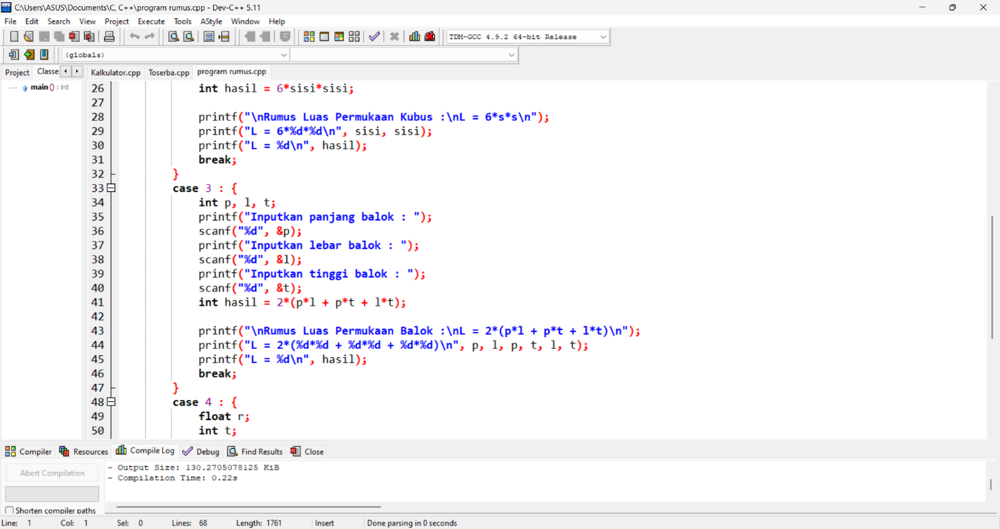 C:\Users\ASUS\Documents\C, C++\program rumus.cpp - Dev-C++ 5.11
File Edit Search View Project Execute Tools AStyle Window Help
TDM-GCC 4.9.2 64-bit Release
(globals)
Project Classe Kalkulator.cpp Toserba.cpp program rumus.cpp
main () : int
26 int hasil = 6*sisi*sisi;
27
28 printf("\nRumus Luas Permukaan Kubus :\nL = 6*s*s\n");
29 printf("L = 6*%d*%d\n", sisi, sisi);
30 printf("L = %d\n", hasil);
31 break;
32 }
33 case 3 : {
34 int p, l, t;
35 printf("Inputkan panjang balok : ");
36 scanf("%d", &p);
37 printf("Inputkan lebar balok : ");
38 scanf("%d", &l);
39 printf("Inputkan tinggi balok : ");
40 scanf("%d", &t);
41 int hasil = 2*(p*l + p*t + l*t);
42
43 printf("\nRumus Luas Permukaan Balok :\nL = 2*(p*l + p*t + l*t)\n");
44 printf("L = 2*(%d*%d + %d*%d + %d*%d)\n", p, l, p, t, l, t);
45 printf("L = %d\n", hasil);
46 break;
47 }
48 case 4 : {
49 float r;
50 int t;
Compiler Resources Compile Log Debug Find Results Close
Abort Compilation
- Output Size: 130.2705078125 KiB
- Compilation Time: 0.22s
Shorten compiler paths
Line: 1 Col: 1 Sel: 0 Lines: 68 Length: 1761 Insert Done parsing in 0 seconds